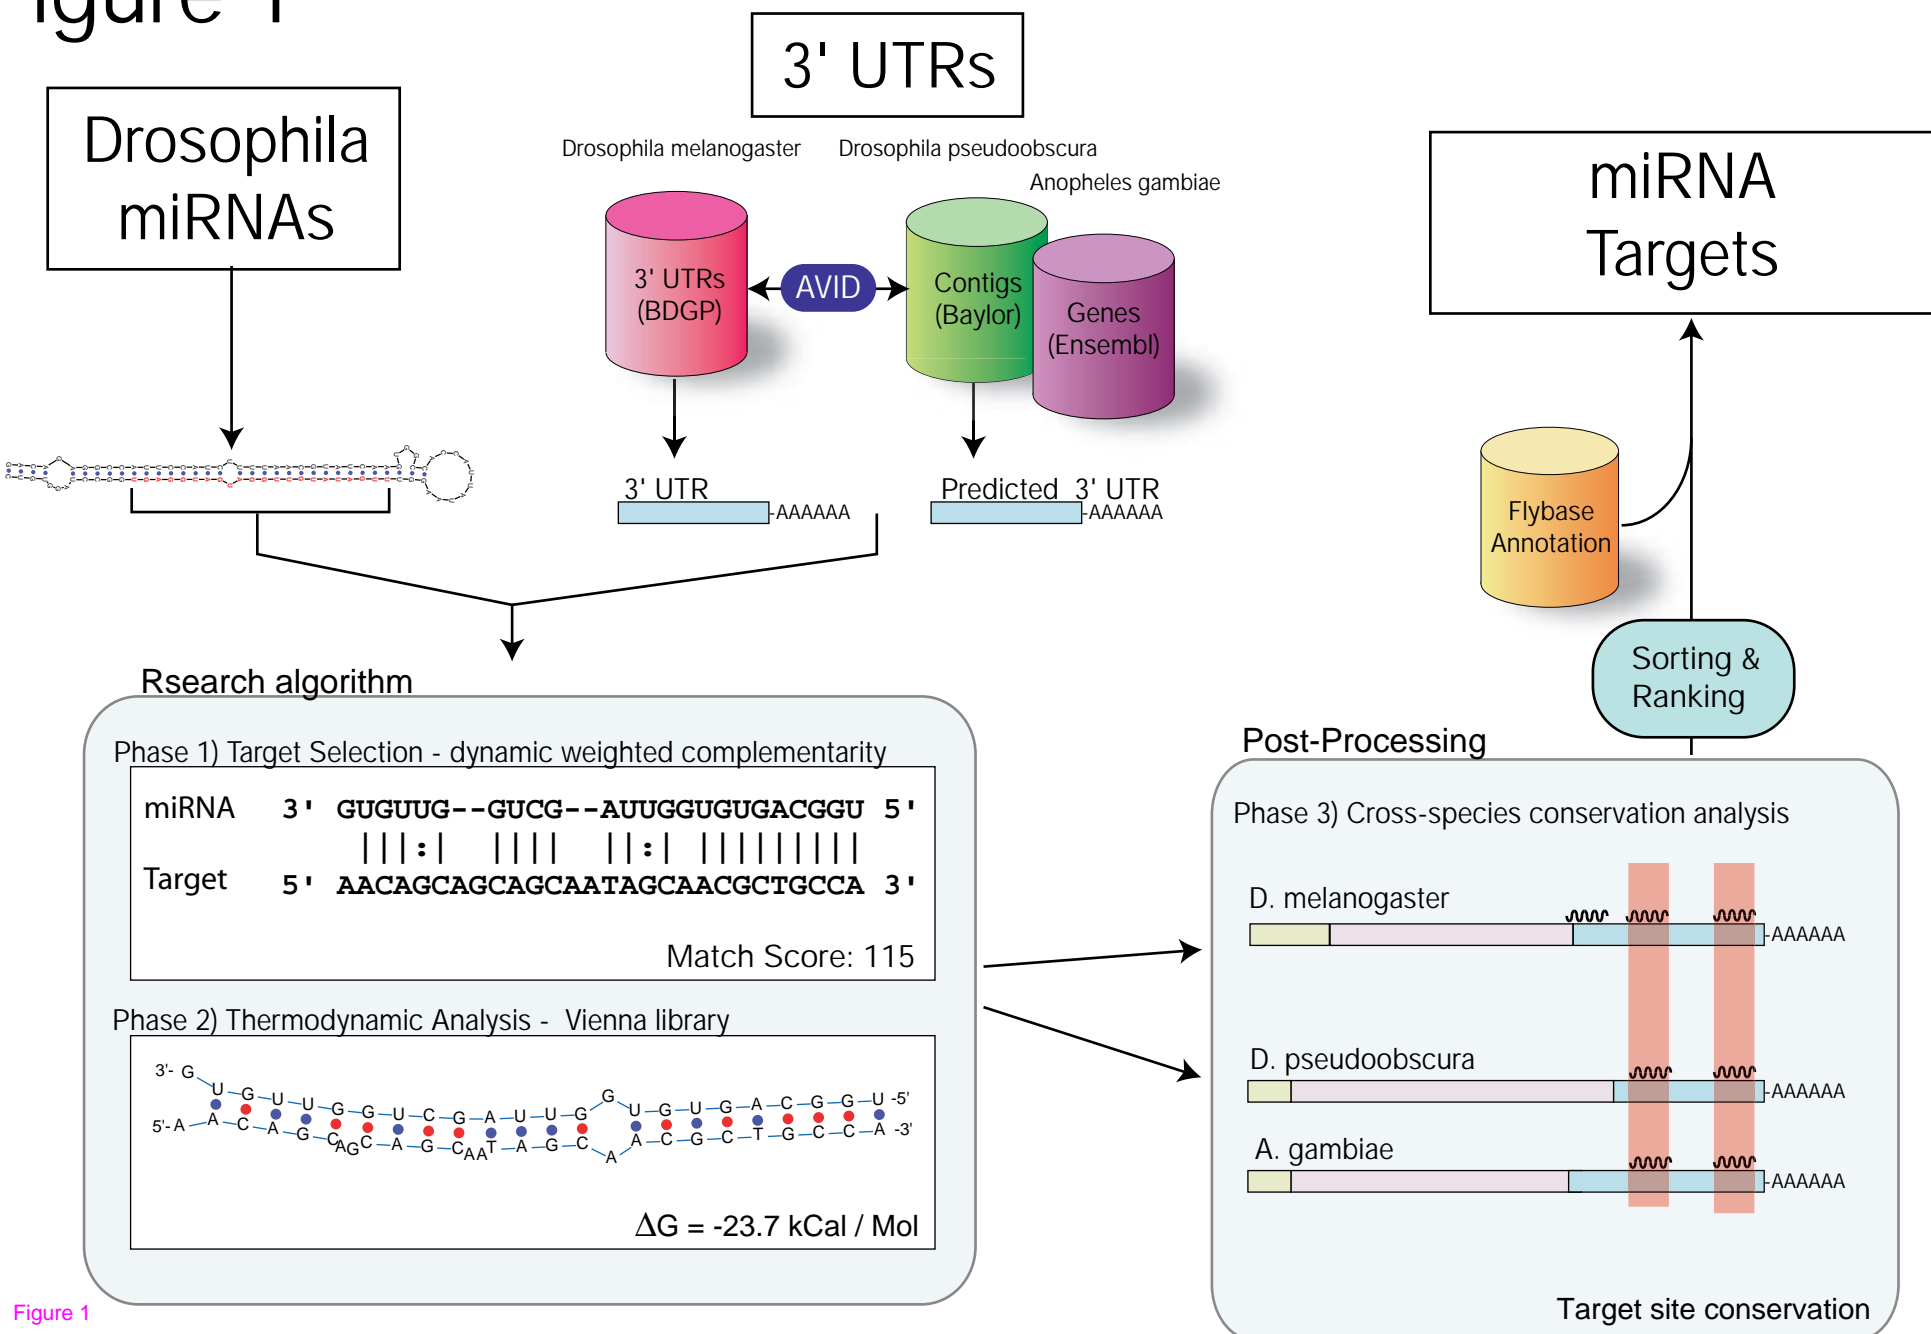 igure 1
Drosophila
miRNAs
3' UTRs
Drosophila melanogaster
Drosophila pseudoobscura
Anopheles gambiae
3' UTRs
(BDGP)
AVID
Contigs
(Baylor)
Genes
(Ensembl)
miRNA
Targets
3' UTR
-AAAAAA
Predicted 3' UTR
-AAAAAA
Flybase
Annotation
Sorting &
Ranking
Rsearch algorithm
Phase 1) Target Selection - dynamic weighted complementarity
miRNA 3' GUGUUG--GUCG--AUUGGUGUGACGGU 5'
|||:| |||| ||:| |||||||||
Target 5' AACAGCAGCAGCAATAGCAACGCTGCCA 3'
Match Score: 115
Phase 2) Thermodynamic Analysis - Vienna library
3'- G U G U U G G U C G A U U G G U G U G A C G G U -5'
5'- A A C A G C A G C A G C A A T A G C A A C G C T G C C A -3'
ΔG = -23.7 kCal / Mol
Post-Processing
Phase 3) Cross-species conservation analysis
D. melanogaster
-AAAAAA
D. pseudoobscura
-AAAAAA
A. gambiae
-AAAAAA
Target site conservation
Figure 1